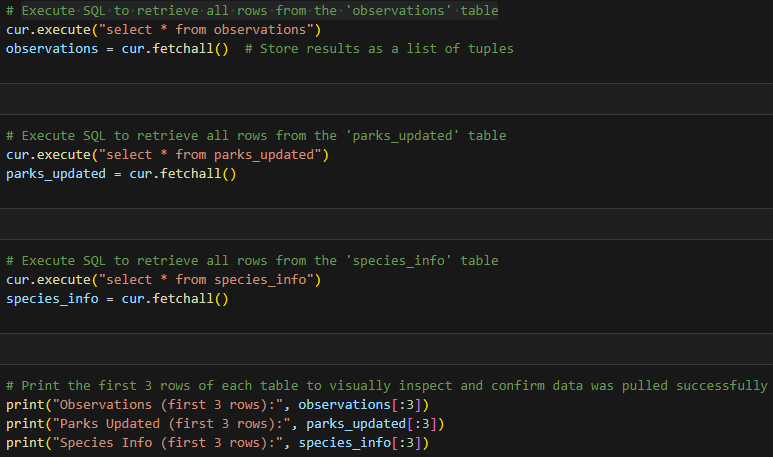 # Execute SQL to retrieve all rows from the 'observations' table
cur.execute("select * from observations")
observations = cur.fetchall()  # Store results as a list of tuples
# Execute SQL to retrieve all rows from the 'parks_updated' table
cur.execute("select * from parks_updated")
parks_updated = cur.fetchall()
# Execute SQL to retrieve all rows from the 'species_info' table
cur.execute("select * from species_info")
species_info = cur.fetchall()
# Print the first 3 rows of each table to visually inspect and confirm data was pulled successfully
print("Observations (first 3 rows):", observations[:3])
print("Parks Updated (first 3 rows):", parks_updated[:3])
print("Species Info (first 3 rows):", species_info[:3])